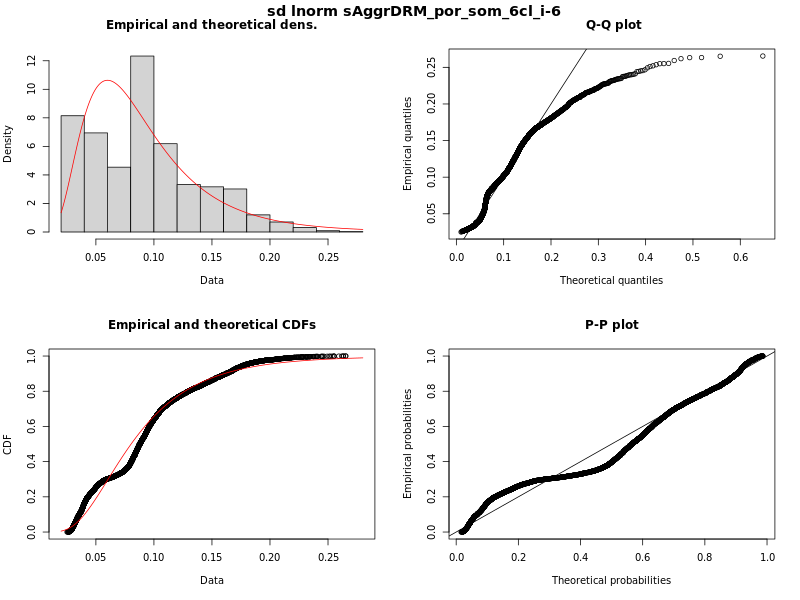 sd lnorm sAggrDRM_por_som_6cl_i-6
Empirical and theoretical dens.
Density
0 2 4 6 8 10 12
0.05 0.10 0.15 0.20 0.25
Data
Q-Q plot
Empirical quantiles
0.05 0.10 0.15 0.20 0.25
0.0 0.1 0.2 0.3 0.4 0.5 0.6
Theoretical quantiles
Empirical and theoretical CDFs
CDF
0.0 0.2 0.4 0.6 0.8 1.0
0.05 0.10 0.15 0.20 0.25
Data
P-P plot
Empirical probabilities
0.0 0.2 0.4 0.6 0.8 1.0
0.0 0.2 0.4 0.6 0.8 1.0
Theoretical probabilities